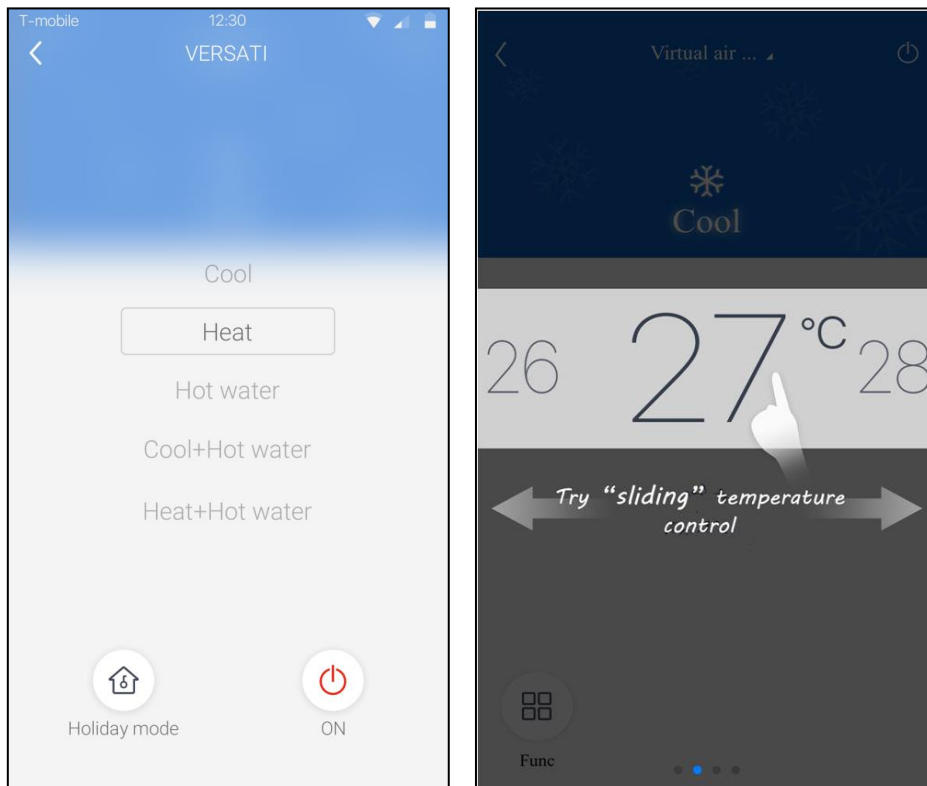 T-mobile 12:30
VERSATI
Cool
Heat
Hot water
Cool+Hot water
Heat+Hot water
Holiday mode ON
Virtual air ...
Cool
26 27°C 28
Try “sliding” temperature
control
Func